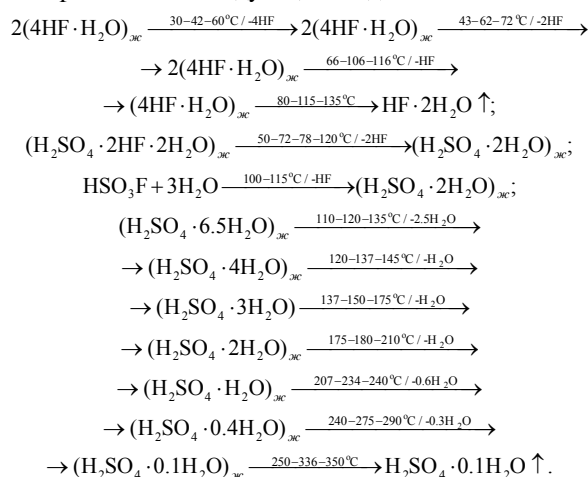 2(4HF·H₂O)ж —30–42–60°C / -4HF→ 2(4HF·H₂O)ж —43–62–72°C / -2HF→
→ 2(4HF·H₂O)ж —66–106–116°C / -HF→
→ (4HF·H₂O)ж —80–115–135°C→ HF·2H₂O ↑;
(H₂SO₄·2HF·2H₂O)ж —50–72–78–120°C / -2HF→ (H₂SO₄·2H₂O)ж;
HSO₃F + 3H₂O —100–115°C / -HF→ (H₂SO₄·2H₂O)ж;
(H₂SO₄·6.5H₂O)ж —110–120–135°C / -2.5H₂O→
→ (H₂SO₄·4H₂O)ж —120–137–145°C / -H₂O→
→ (H₂SO₄·3H₂O) —137–150–175°C / -H₂O→
→ (H₂SO₄·2H₂O)ж —175–180–210°C / -H₂O→
→ (H₂SO₄·H₂O)ж —207–234–240°C / -0.6H₂O→
→ (H₂SO₄·0.4H₂O)ж —240–275–290°C / -0.3H₂O→
→ (H₂SO₄·0.1H₂O)ж —250–336–350°C→ H₂SO₄·0.1H₂O ↑.